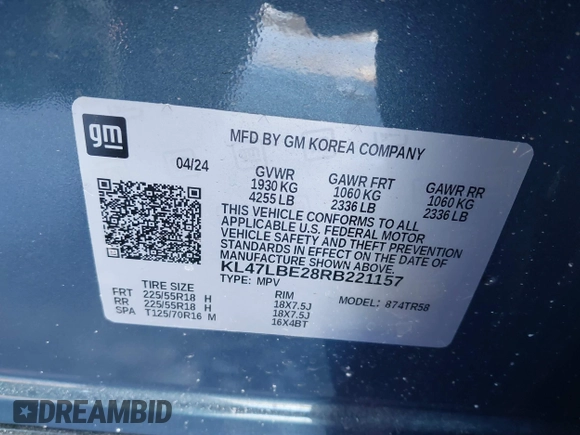 gm
MFD BY GM KOREA COMPANY
04/24
GVWR GAWR FRT GAWR RR
1930 KG 1060 KG 1060 KG
4255 LB 2336 LB 2336 LB
THIS VEHICLE CONFORMS TO ALL
APPLICABLE U.S. FEDERAL MOTOR
VEHICLE SAFETY AND THEFT PREVENTION
STANDARDS IN EFFECT ON THE DATE OF
MANUFACTURE SHOWN ABOVE.
KL47LBE28RB221157
TYPE: MPV
TIRE SIZE RIM MODEL: 874TR58
FRT 225/55R18 H 18X7.5J
RR 225/55R18 H 18X7.5J
SPA T125/70R16 M 16X4BT
DREAMBID